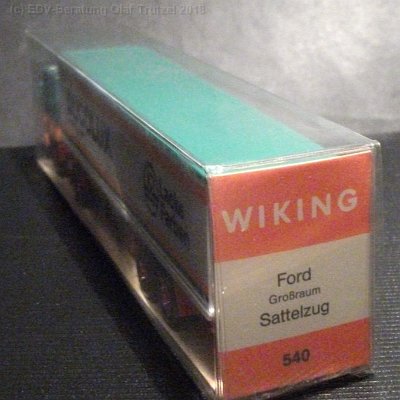 (c) EDV-Beratung Olaf Trutzel 2018
WIKING
Ford
Großraum
Sattelzug
540